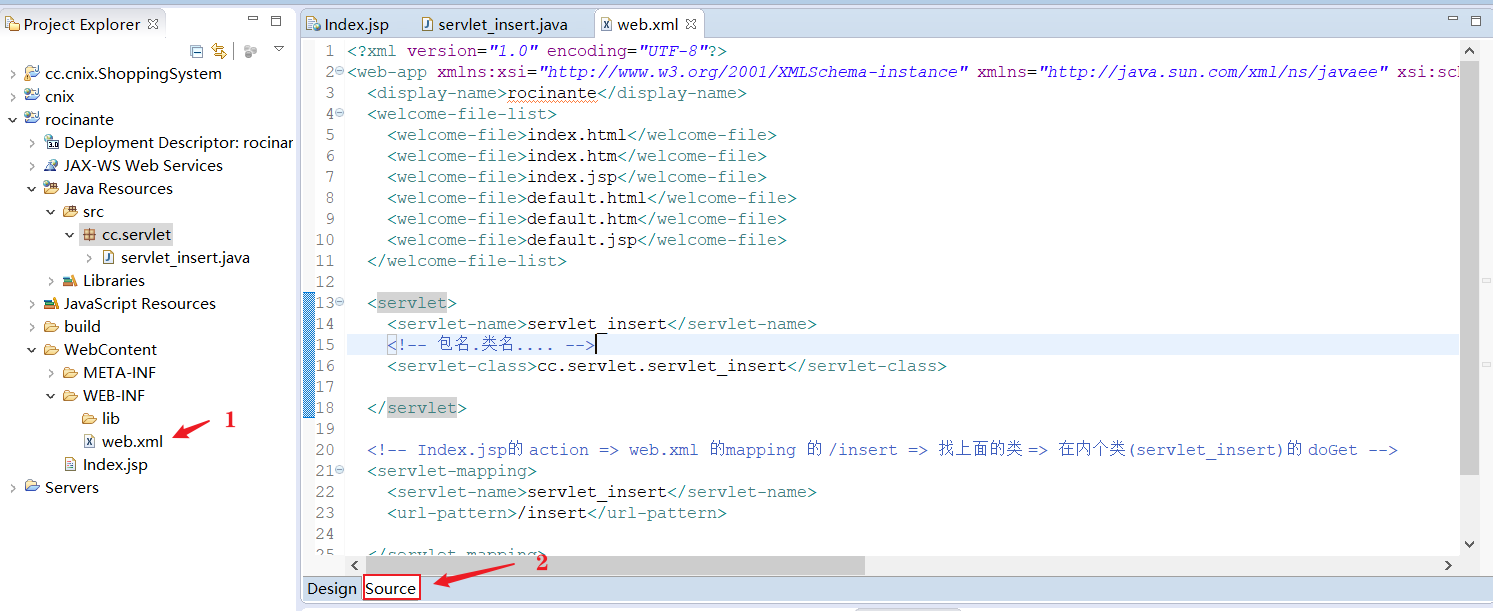 Project Explorer
cc.cnix.ShoppingSystem
cnix
rocinante
Deployment Descriptor: rocinar
JAX-WS Web Services
Java Resources
src
cc.servlet
servlet_insert.java
Libraries
JavaScript Resources
build
WebContent
META-INF
WEB-INF
lib
web.xml
1
Index.jsp
Servers
Index.jsp servlet_insert.java web.xml
1 <?xml version="1.0" encoding="UTF-8"?>
2 <web-app xmlns:xsi="http://www.w3.org/2001/XMLSchema-instance" xmlns="http://java.sun.com/xml/ns/javaee" xsi:sch
3 <display-name>rocinante</display-name>
4 <welcome-file-list>
5 <welcome-file>index.html</welcome-file>
6 <welcome-file>index.htm</welcome-file>
7 <welcome-file>index.jsp</welcome-file>
8 <welcome-file>default.html</welcome-file>
9 <welcome-file>default.htm</welcome-file>
10 <welcome-file>default.jsp</welcome-file>
11 </welcome-file-list>
12
13 <servlet>
14 <servlet-name>servlet_insert</servlet-name>
15 <!-- 包名.类名.... -->
16 <servlet-class>cc.servlet.servlet_insert</servlet-class>
17
18 </servlet>
19
20 <!-- Index.jsp的 action => web.xml 的mapping 的 /insert => 找上面的类 => 在内个类(servlet_insert)的 doGet -->
21 <servlet-mapping>
22 <servlet-name>servlet_insert</servlet-name>
23 <url-pattern>/insert</url-pattern>
24
25 </servlet-mapping>
2
Design Source